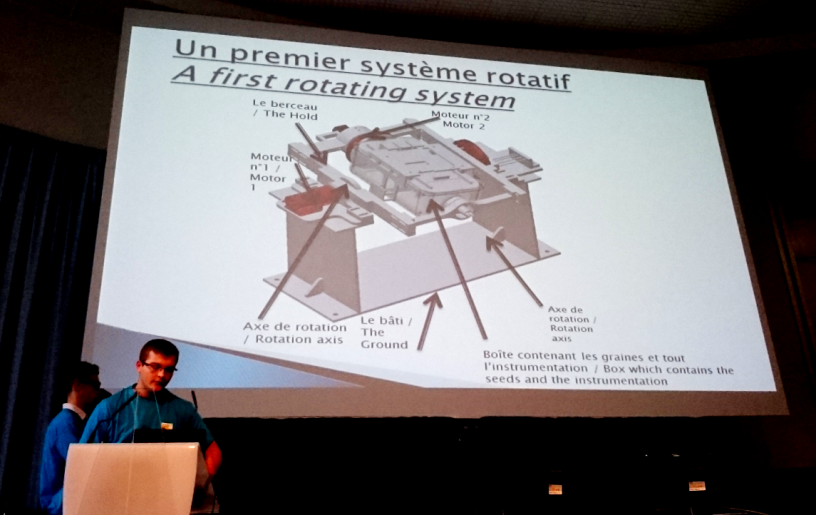 Un premier système rotatif
A first rotating system
Le berceau
/ The Hold
Moteur n°2
Motor 2
Moteur
n°1 /
Motor
1
Axe de rotation
/ Rotation axis
Le bâti /
The
Ground
Axe de
rotation /
Rotation
axis
Boîte contenant les graines et tout
l'instrumentation / Box which contains the
seeds and the instrumentation